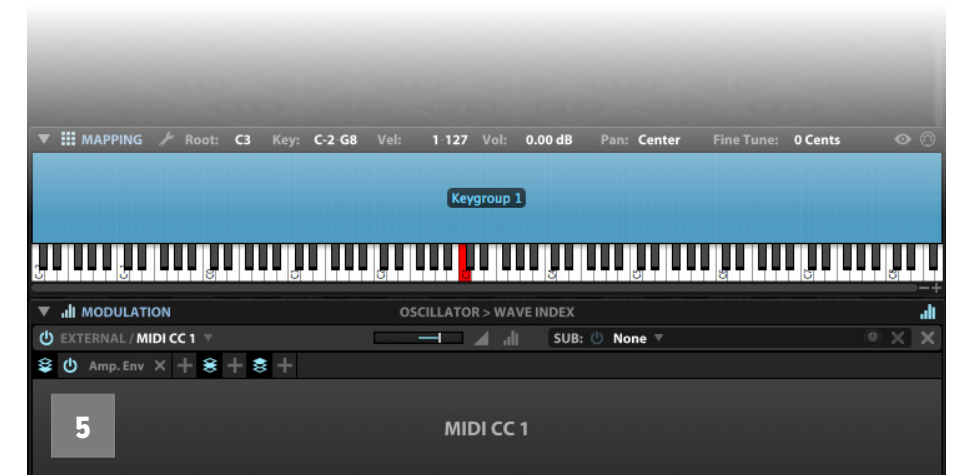 MAPPING Root: C3 Key: C-2-G8 Vel: 1-127 Vol: 0.00 dB Pan: Center Fine Tune: 0 Cents
Keygroup 1
MODULATION OSCILLATOR > WAVE INDEX
EXTERNAL / MIDI CC 1 SUB: None
Amp. Env
5 MIDI CC 1